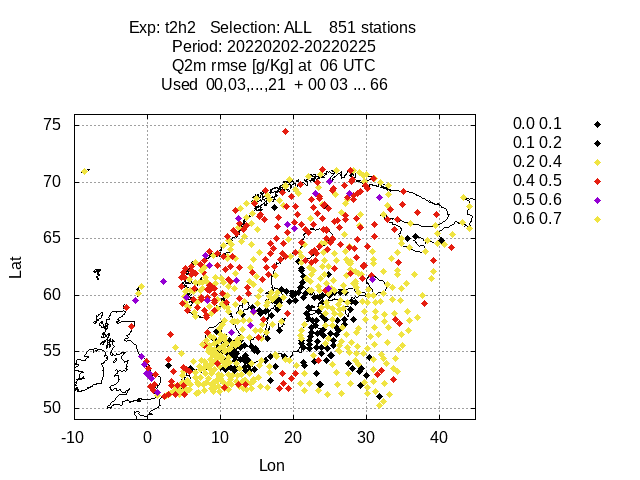 Exp: t2h2 Selection: ALL 851 stations
Period: 20220202-20220225
Q2m rmse [g/Kg] at 06 UTC
Used 00,03,...,21 + 00 03 ... 66
0.0 0.1
0.1 0.2
0.2 0.4
0.4 0.5
0.5 0.6
0.6 0.7
75
70
65
60
55
50
Lat
-10 0 10 20 30 40
Lon